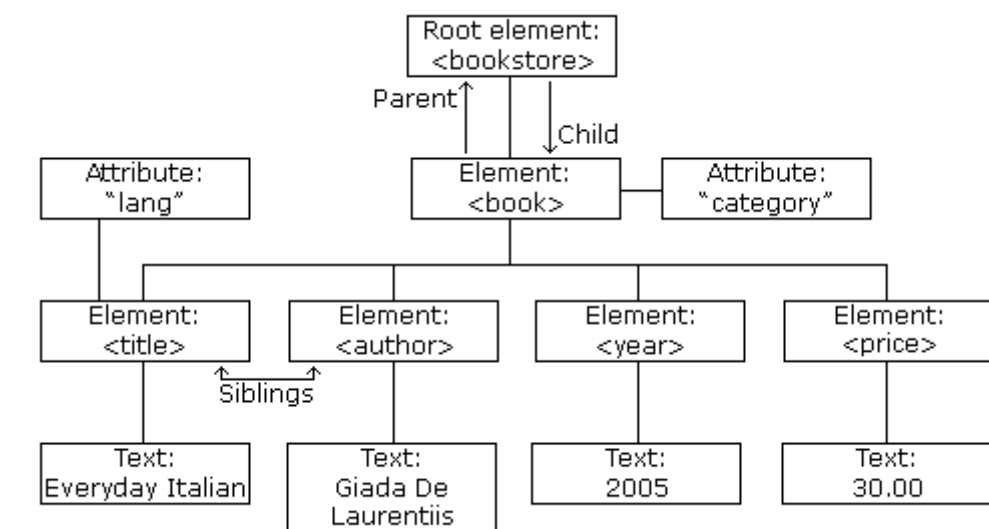 Root element:
<bookstore>
Parent
Child
Attribute:
“lang”
Element:
<book>
Attribute:
“category”
Element:
<title>
Element:
<author>
Element:
<year>
Element:
<price>
Siblings
Text:
Everyday Italian
Text:
Giada De
Laurentiis
Text:
2005
Text:
30.00